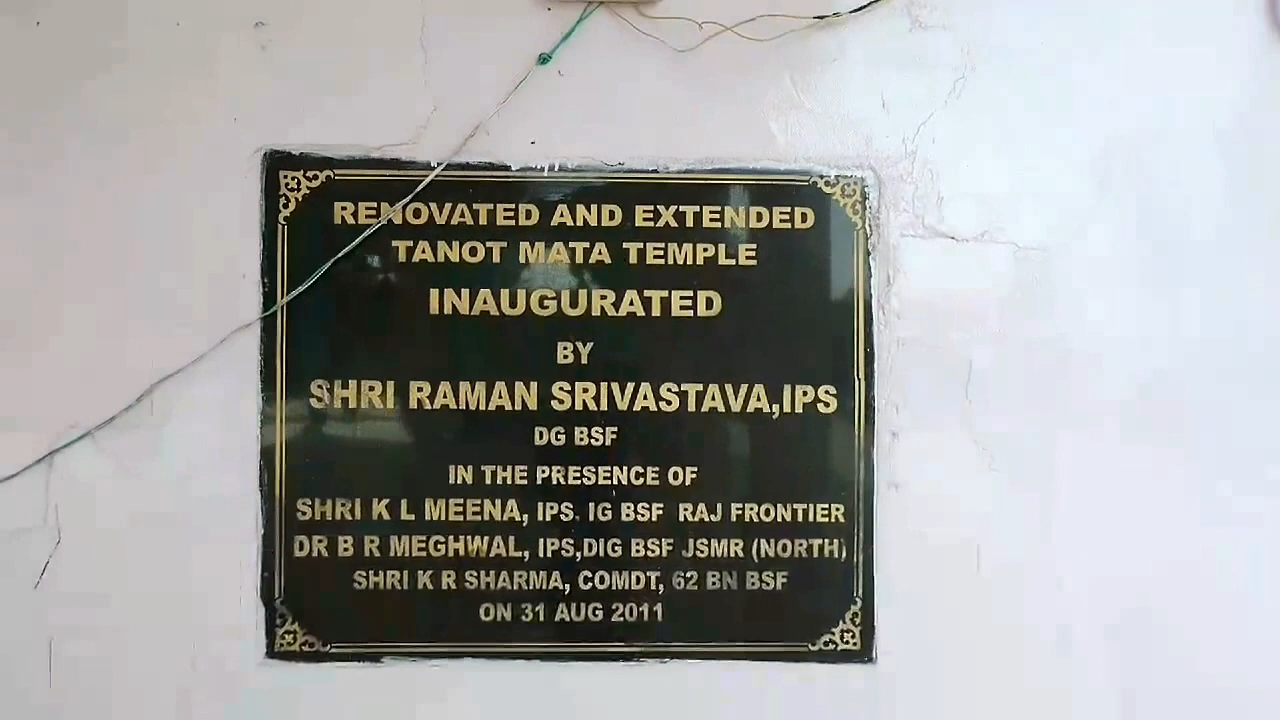 RENOVATED AND EXTENDED
TANOT MATA TEMPLE
INAUGURATED
BY
SHRI RAMAN SRIVASTAVA,IPS
DG BSF
IN THE PRESENCE OF
SHRI K L MEENA, IPS. IG BSF RAJ FRONTIER
DR B R MEGHWAL, IPS,DIG BSF JSMR (NORTH)
SHRI K R SHARMA, COMDT, 62 BN BSF
ON 31 AUG 2011